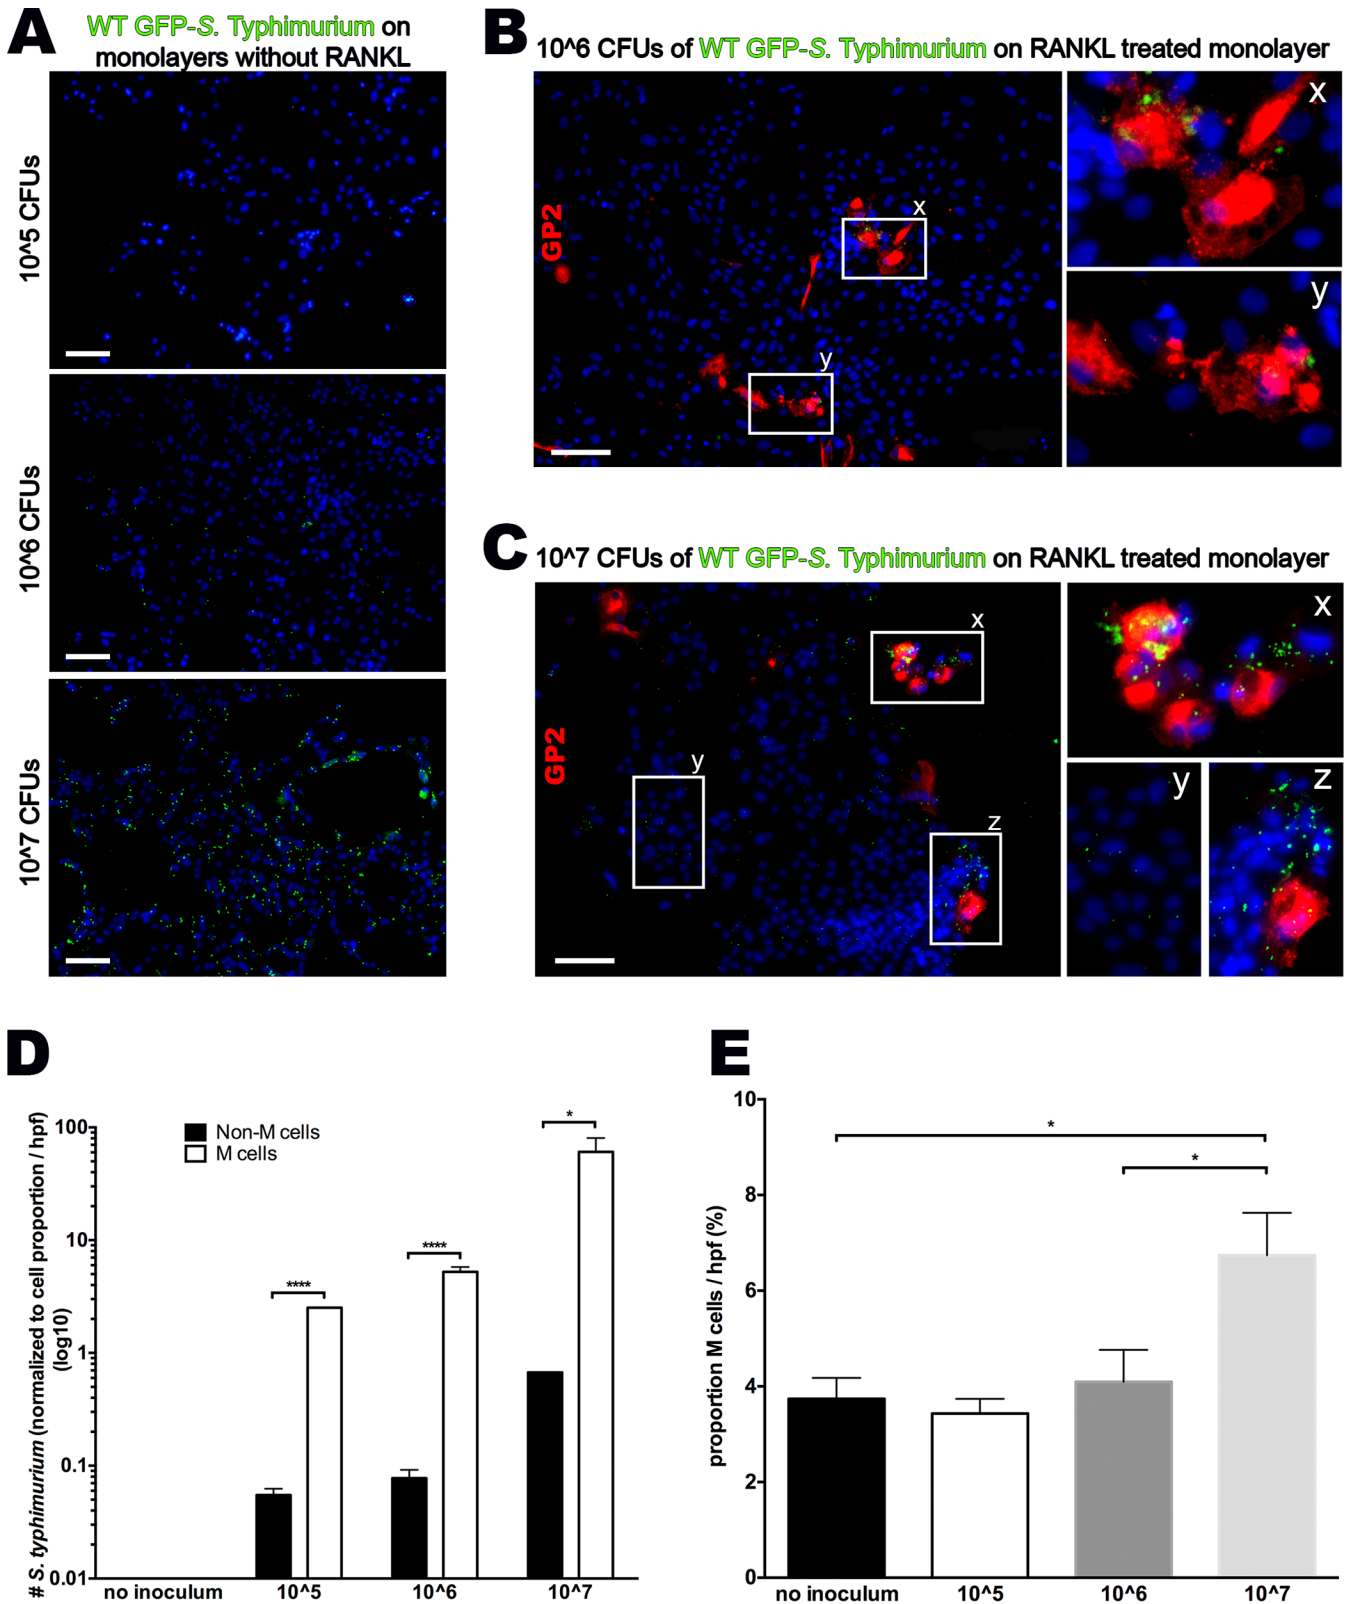 A
WT GFP-S. Typhimurium on
monolayers without RANKL
10^5 CFUs
10^6 CFUs
10^7 CFUs
B
10^6 CFUs of WT GFP-S. Typhimurium on RANKL treated monolayer
GP2
x
y
x
y
C
10^7 CFUs of WT GFP-S. Typhimurium on RANKL treated monolayer
GP2
x
y
z
x
y
z
D
# S. typhimurium (normalized to cell proportion / hpf)
(log10)
100
10
1
0.1
0.01
Non-M cells
M cells
****
****
*
no inoculum
10^5
10^6
10^7
E
proportion M cells / hpf (%)
10
8
6
4
2
0
*
*
no inoculum
10^5
10^6
10^7